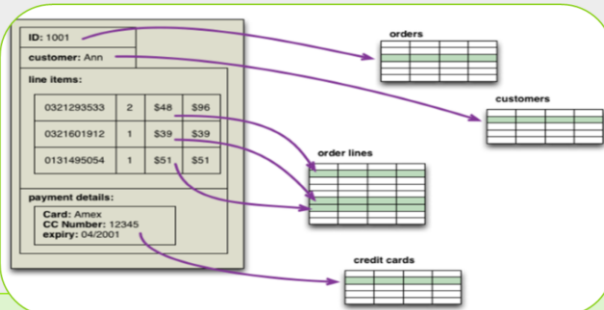 ID: 1001
customer: Ann
line items:
0321293533 2 $48 $96
0321601912 1 $39 $39
0131495054 1 $51 $51
payment details:
Card: Amex
CC Number: 12345
expiry: 04/2001
orders
customers
order lines
credit cards